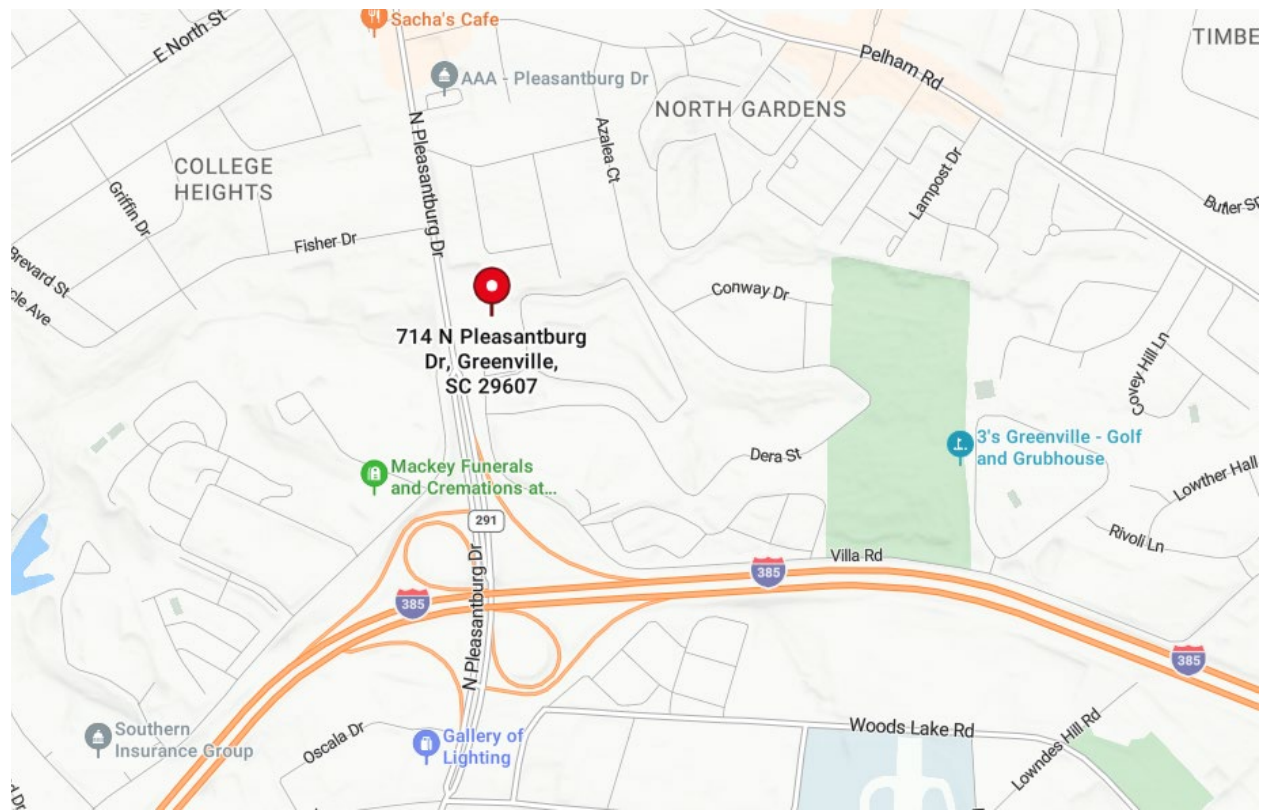 Sacha's Cafe
E North St
AAA - Pleasantburg Dr
Pelham Rd
TIMBE
NORTH GARDENS
N Pleasantburg Dr
Azalea Ct
COLLEGE
HEIGHTS
Griffin Dr
Lampost Dr
Fisher Dr
Brevard St
cle Ave
Conway Dr
714 N Pleasantburg
Dr, Greenville,
SC 29607
Covey Hill Ln
3's Greenville - Golf
and Grubhouse
Dera St
Mackey Funerals
and Cremations at...
Lowther Hall
291
Rivoli Ln
Villa Rd
385
385
N Pleasantburg Dr
385
Woods Lake Rd
Lowndes Hill Rd
Southern
Insurance Group
Oscala Dr
Gallery of
Lighting
d Dr